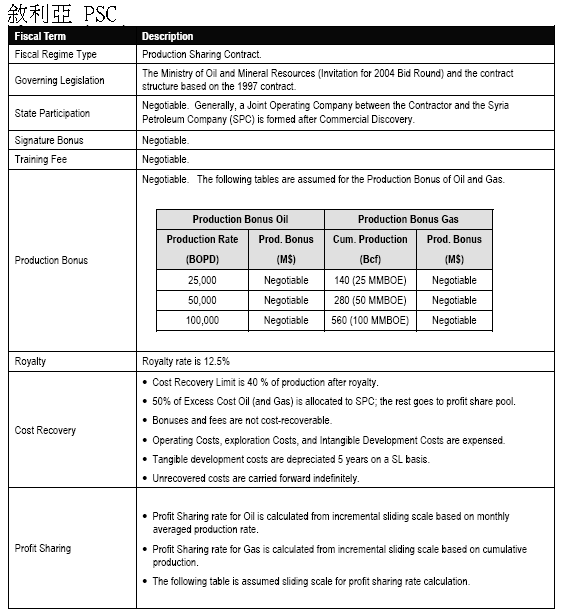 敘利亞 PSC
Fiscal Term Description
Fiscal Regime Type Production Sharing Contract.
Governing Legislation The Ministry of Oil and Mineral Resources (Invitation for 2004 Bid Round) and the contract
structure based on the 1997 contract.
State Participation Negotiable. Generally, a Joint Operating Company between the Contractor and the Syria
Petroleum Company (SPC) is formed after Commercial Discovery.
Signature Bonus Negotiable.
Training Fee Negotiable.
Production Bonus Negotiable. The following tables are assumed for the Production Bonus of Oil and Gas.
Production Bonus Oil Production Bonus Gas
Production Rate Prod. Bonus Cum. Production Prod. Bonus
(BOPD) (M$) (Bcf) (M$)
25,000 Negotiable 140 (25 MMBOE) Negotiable
50,000 Negotiable 280 (50 MMBOE) Negotiable
100,000 Negotiable 560 (100 MMBOE) Negotiable
Royalty Royalty rate is 12.5%
Cost Recovery
• Cost Recovery Limit is 40 % of production after royalty.
• 50% of Excess Cost Oil (and Gas) is allocated to SPC; the rest goes to profit share pool.
• Bonuses and fees are not cost-recoverable.
• Operating Costs, exploration Costs, and Intangible Development Costs are expensed.
• Tangible development costs are depreciated 5 years on a SL basis.
• Unrecovered costs are carried forward indefinitely.
Profit Sharing
• Profit Sharing rate for Oil is calculated from incremental sliding scale based on monthly
averaged production rate.
• Profit Sharing rate for Gas is calculated from incremental sliding scale based on cumulative
production.
• The following table is assumed sliding scale for profit sharing rate calculation.